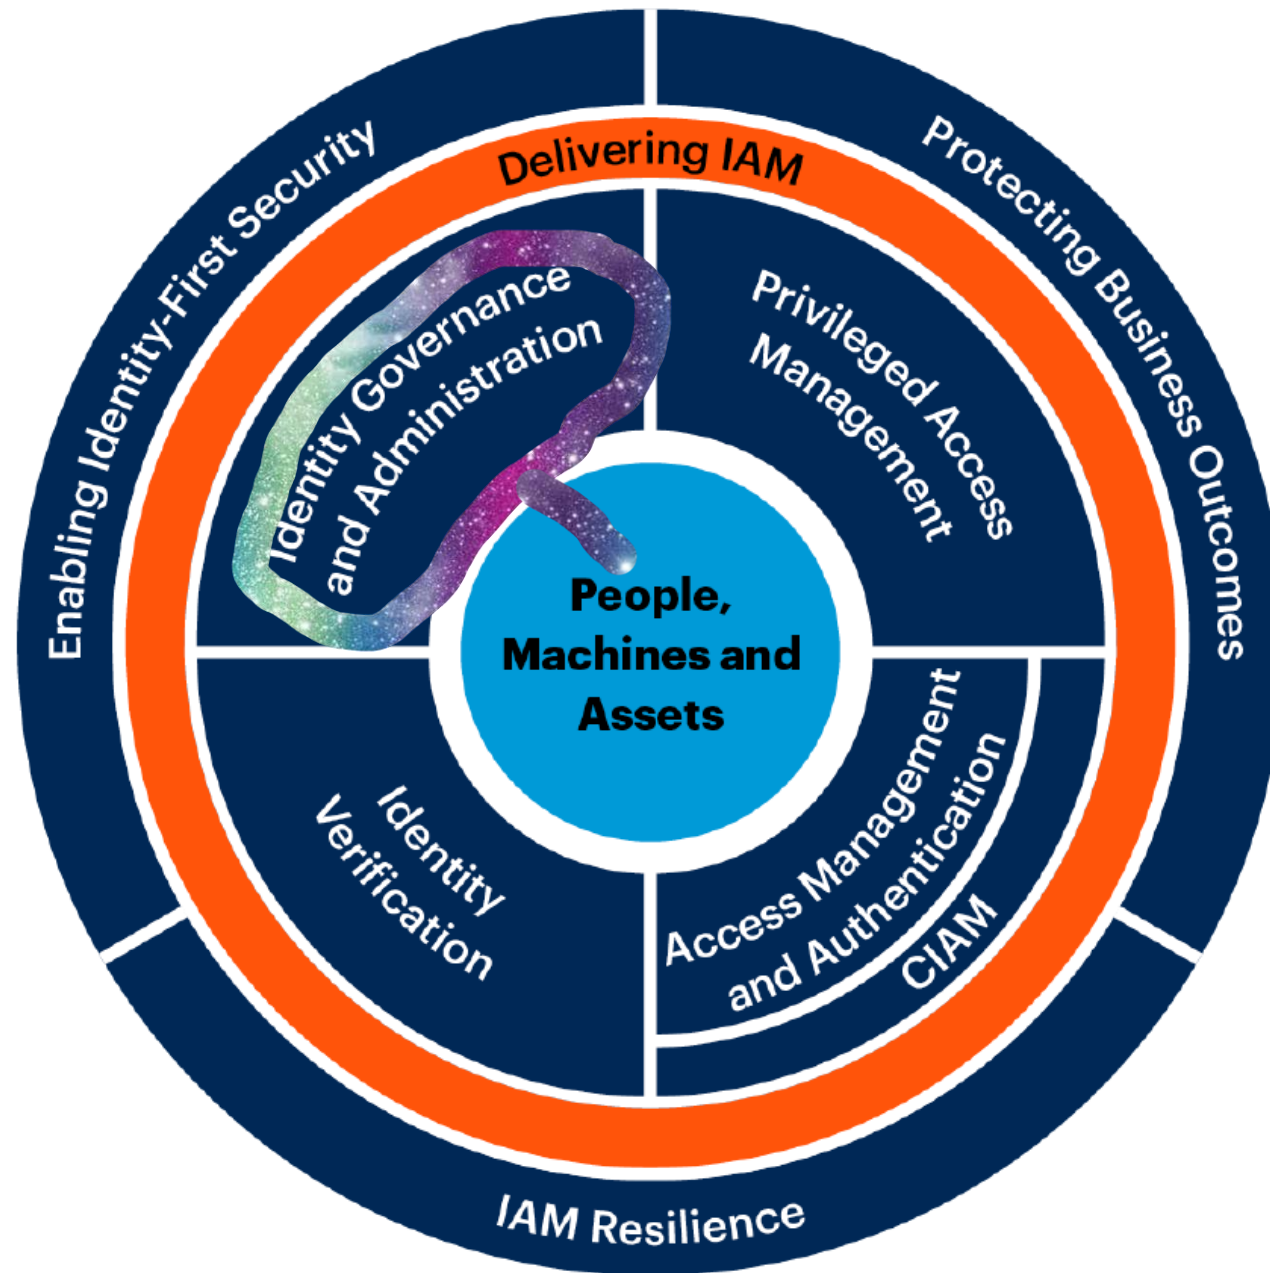 Enabling Identity-First Security
Protecting Business Outcomes
Delivering IAM
Identity Governance
and Administration
Privileged Access
Management
People,
Machines and
Assets
Identity
Verification
Access Management
and Authentication
CIAM
IAM Resilience